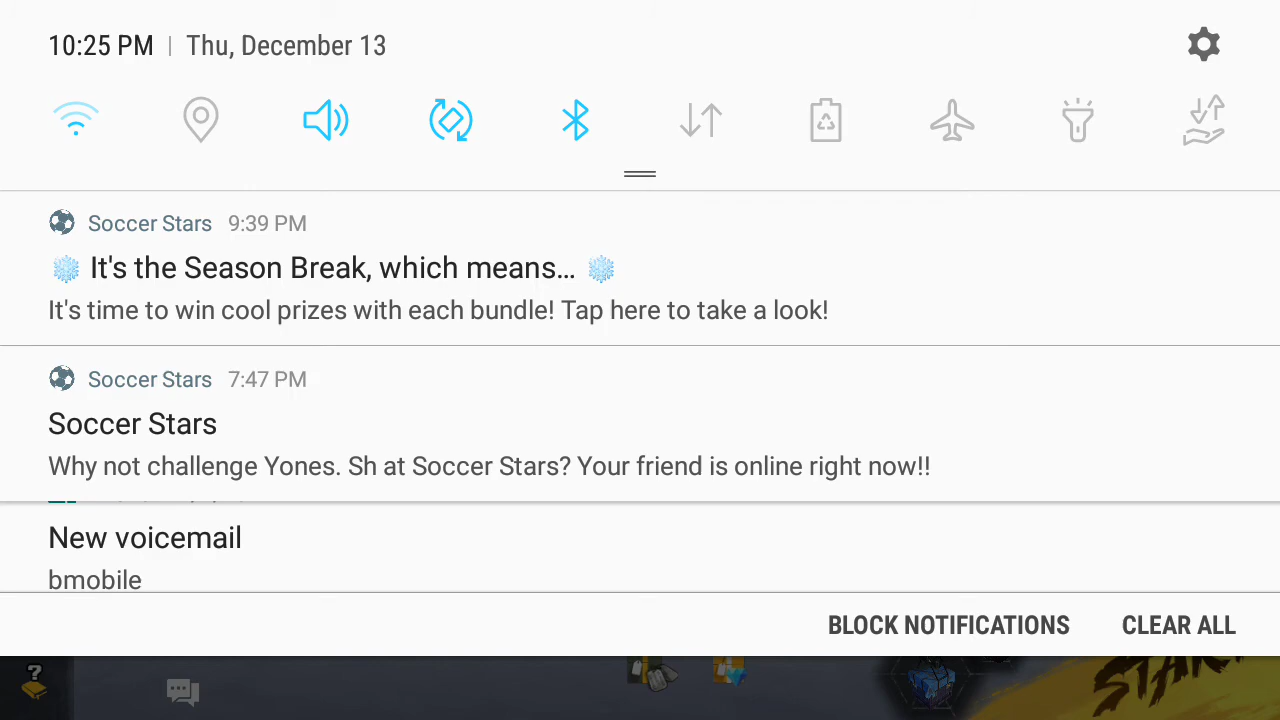 10:25 PM | Thu, December 13
Soccer Stars 9:39 PM
❄️ It's the Season Break, which means... ❄️
It's time to win cool prizes with each bundle! Tap here to take a look!
Soccer Stars 7:47 PM
Soccer Stars
Why not challenge Yones. Sh at Soccer Stars? Your friend is online right now!!
New voicemail
bmobile
BLOCK NOTIFICATIONS CLEAR ALL
?